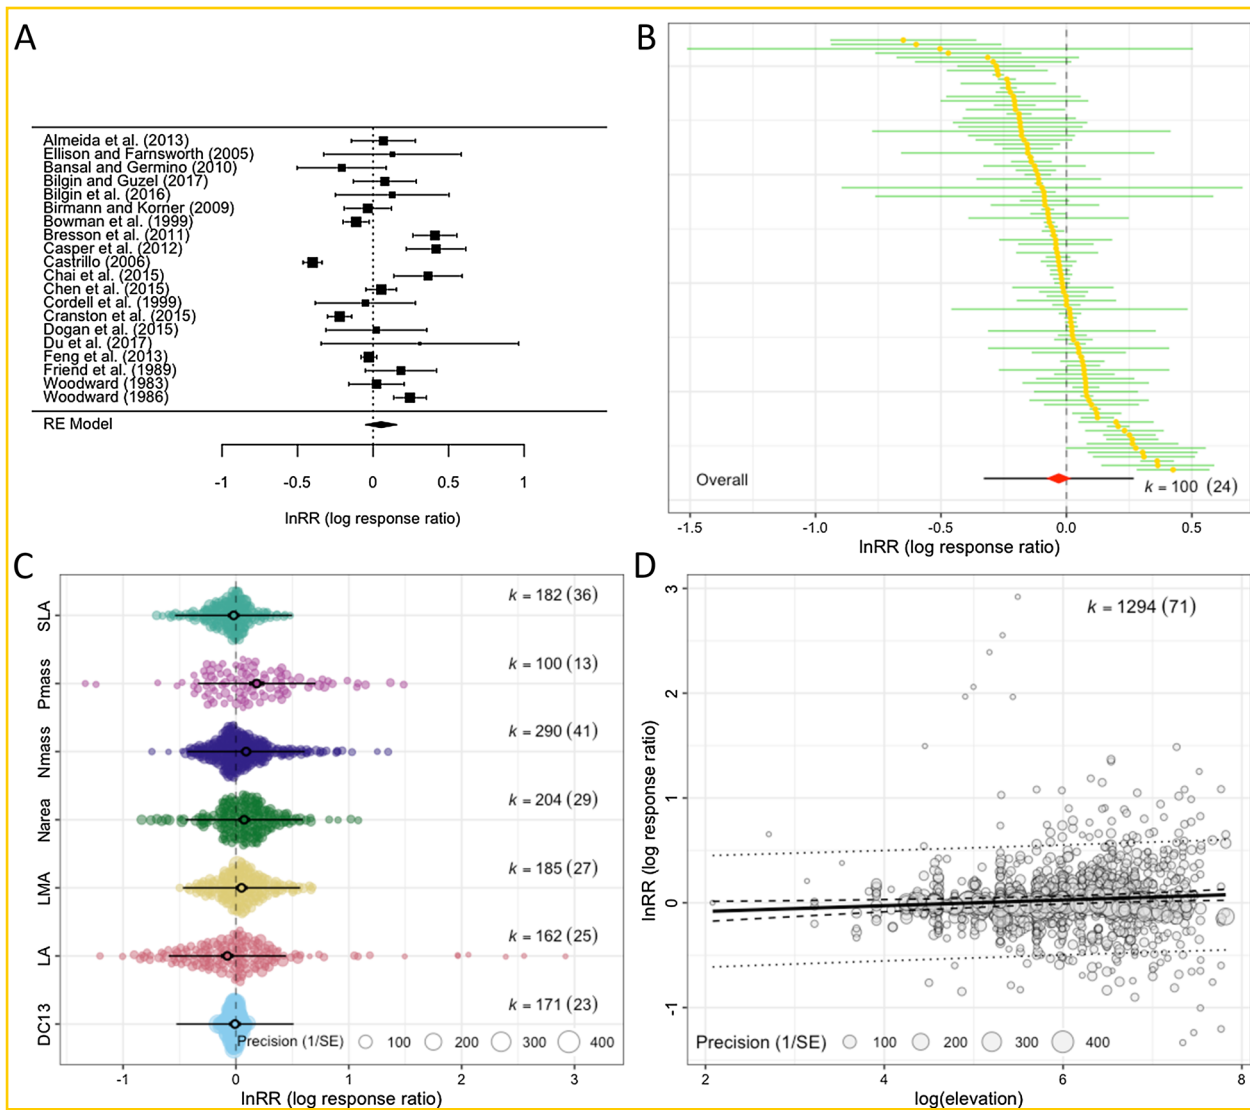 A
Almeida et al. (2013)
Ellison and Farnsworth (2005)
Bansal and Germino (2010)
Bilgin and Guzel (2017)
Bilgin et al. (2016)
Birmann and Korner (2009)
Bowman et al. (1999)
Bresson et al. (2011)
Casper et al. (2012)
Castrillo (2006)
Chai et al. (2015)
Chen et al. (2015)
Cordell et al. (1999)
Cranston et al. (2015)
Dogan et al. (2015)
Du et al. (2017)
Feng et al. (2013)
Friend et al. (1989)
Woodward (1983)
Woodward (1986)
RE Model
-1 -0.5 0 0.5 1
lnRR (log response ratio)
B
Overall
k = 100 (24)
-1.5 -1.0 -0.5 0.0 0.5
lnRR (log response ratio)
C
SLA
k = 182 (36)
Pmass
k = 100 (13)
Nmass
k = 290 (41)
Narea
k = 204 (29)
LMA
k = 185 (27)
LA
k = 162 (25)
DC13
k = 171 (23)
Precision (1/SE) 100 200 300 400
-1 0 1 2 3
lnRR (log response ratio)
D
k = 1294 (71)
3
2
1
0
-1
lnRR (log response ratio)
Precision (1/SE) 100 200 300 400
2 4 6 8
log(elevation)